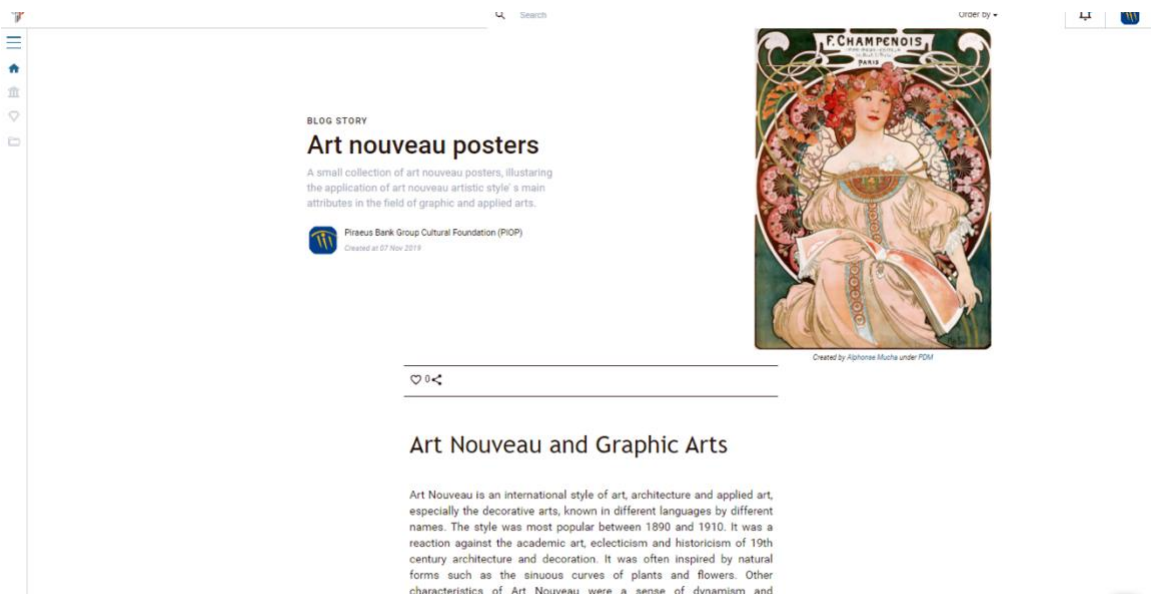 Search
Order by
F. CHAMPENOIS
PARIS
BLOG STORY
Art nouveau posters
A small collection of art nouveau posters, illustaring
the application of art nouveau artistic style' s main
attributes in the field of graphic and applied arts.
Piraeus Bank Group Cultural Foundation (PIOP)
Created at 07 Nov 2019
Created by Alphonse Mucha under PDM
0
Art Nouveau and Graphic Arts
Art Nouveau is an international style of art, architecture and applied art,
especially the decorative arts, known in different languages by different
names. The style was most popular between 1890 and 1910. It was a
reaction against the academic art, eclecticism and historicism of 19th
century architecture and decoration. It was often inspired by natural
forms such as the sinuous curves of plants and flowers. Other
characteristics of Art Nouveau were a sense of dynamism and